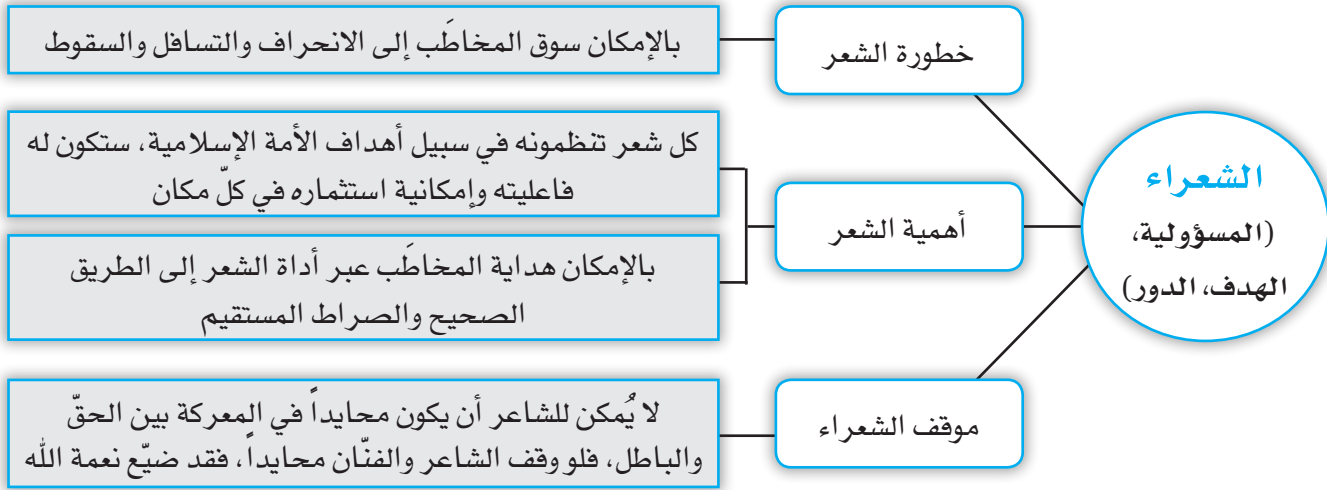 الشعراء
(المسؤولية،
الهدف، الدور)
خطورة الشعر
بالإمكان سوق المخاطَب إلى الانحراف والتسافل والسقوط
أهمية الشعر
كل شعر تنظمونه في سبيل أهداف الأمة الإسلامية، ستكون له
فاعليته وإمكانية استثماره في كلّ مكان
بالإمكان هداية المخاطَب عبر أداة الشعر إلى الطريق
الصحيح والصراط المستقيم
موقف الشعراء
لا يُمكن للشاعر أن يكون محايداً في المعركة بين الحقّ
والباطل، فلو وقف الشاعر والفنّان محايداً، فقد ضيّع نعمة الله